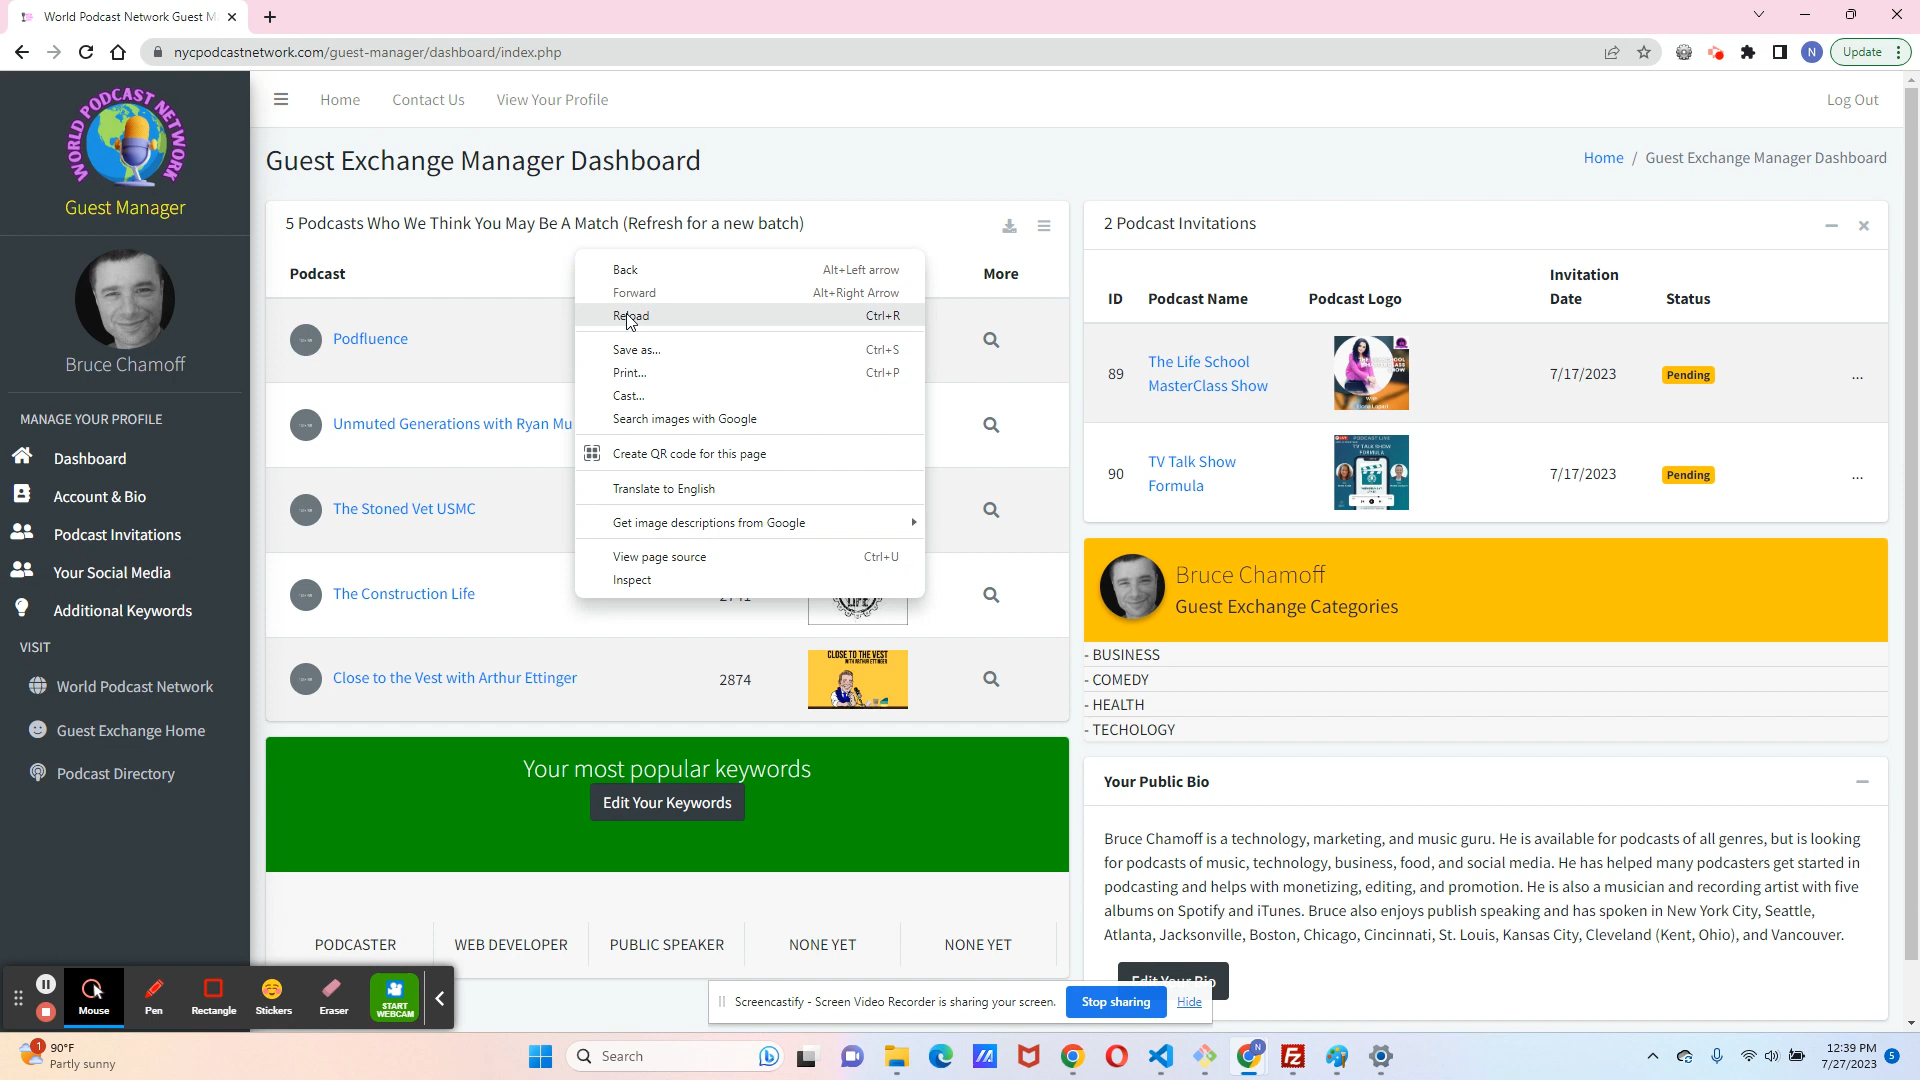 World Podcast Network Guest M
nycpodcastnetwork.com/guest-manager/dashboard/index.php
N
Update
WORLD PODCAST NETWORK
Guest Manager
Bruce Chamoff
MANAGE YOUR PROFILE
Dashboard
Account & Bio
Podcast Invitations
Your Social Media
Additional Keywords
VISIT
World Podcast Network
Guest Exchange Home
Podcast Directory
Home
Contact Us
View Your Profile
Log Out
Guest Exchange Manager Dashboard
Home / Guest Exchange Manager Dashboard
5 Podcasts Who We Think You May Be A Match (Refresh for a new batch)
Podcast
More
Podfluence
Unmuted Generations with Ryan Mu
The Stoned Vet USMC
The Construction Life
LIFE
Close to the Vest with Arthur Ettinger
2874
CLOSE TO THE VEST
WITH ARTHUR ETTINGER
Back Alt+Left arrow
Forward Alt+Right Arrow
Reload Ctrl+R
Save as... Ctrl+S
Print... Ctrl+P
Cast...
Search images with Google
Create QR code for this page
Translate to English
Get image descriptions from Google
View page source Ctrl+U
Inspect
Your most popular keywords
Edit Your Keywords
PODCASTER
WEB DEVELOPER
PUBLIC SPEAKER
NONE YET
NONE YET
2 Podcast Invitations
ID
Podcast Name
Podcast Logo
Invitation
Date
Status
89
The Life School
MasterClass Show
7/17/2023
Pending
...
90
TV Talk Show
Formula
TV TALK SHOW
FORMULA
7/17/2023
Pending
...
Bruce Chamoff
Guest Exchange Categories
- BUSINESS
- COMEDY
- HEALTH
- TECHOLOGY
Your Public Bio
Bruce Chamoff is a technology, marketing, and music guru. He is available for podcasts of all genres, but is looking
for podcasts of music, technology, business, food, and social media. He has helped many podcasters get started in
podcasting and helps with monetizing, editing, and promotion. He is also a musician and recording artist with five
albums on Spotify and iTunes. Bruce also enjoys publish speaking and has spoken in New York City, Seattle,
Atlanta, Jacksonville, Boston, Chicago, Cincinnati, St. Louis, Kansas City, Cleveland (Kent, Ohio), and Vancouver.
Edit Your Bio
Mouse
Pen
Rectangle
Stickers
Eraser
START
WEBCAM
Screencastify - Screen Video Recorder is sharing your screen.
Stop sharing
Hide
1
90°F
Partly sunny
Search
N
12:39 PM
7/27/2023
5